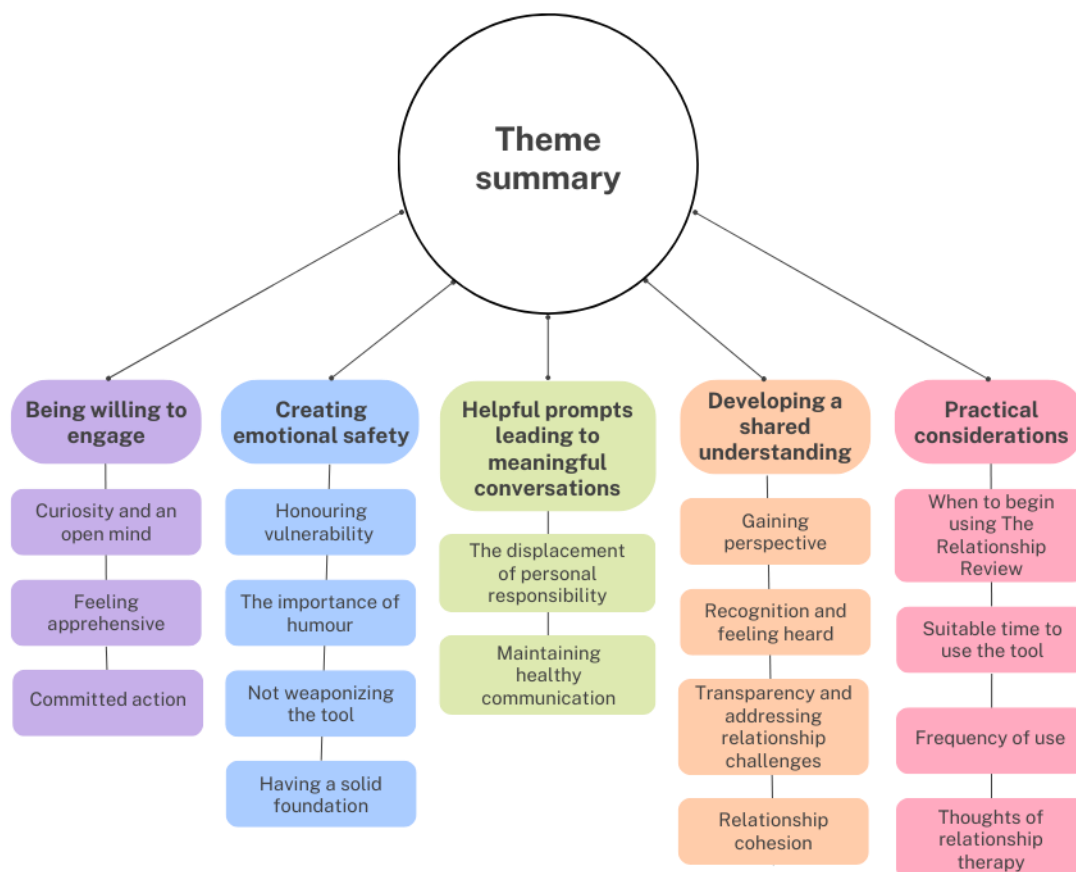 Theme
summary
Being willing to
engage
Curiosity and an
open mind
Feeling
apprehensive
Committed action
Creating
emotional safety
Honouring
vulnerability
The importance of
humour
Not weaponizing
the tool
Having a solid
foundation
Helpful prompts
leading to
meaningful
conversations
The displacement
of personal
responsibility
Maintaining
healthy
communication
Developing a
shared
understanding
Gaining
perspective
Recognition and
feeling heard
Transparency and
addressing
relationship
challenges
Relationship
cohesion
Practical
considerations
When to begin
using The
Relationship
Review
Suitable time to
use the tool
Frequency of use
Thoughts of
relationship
therapy